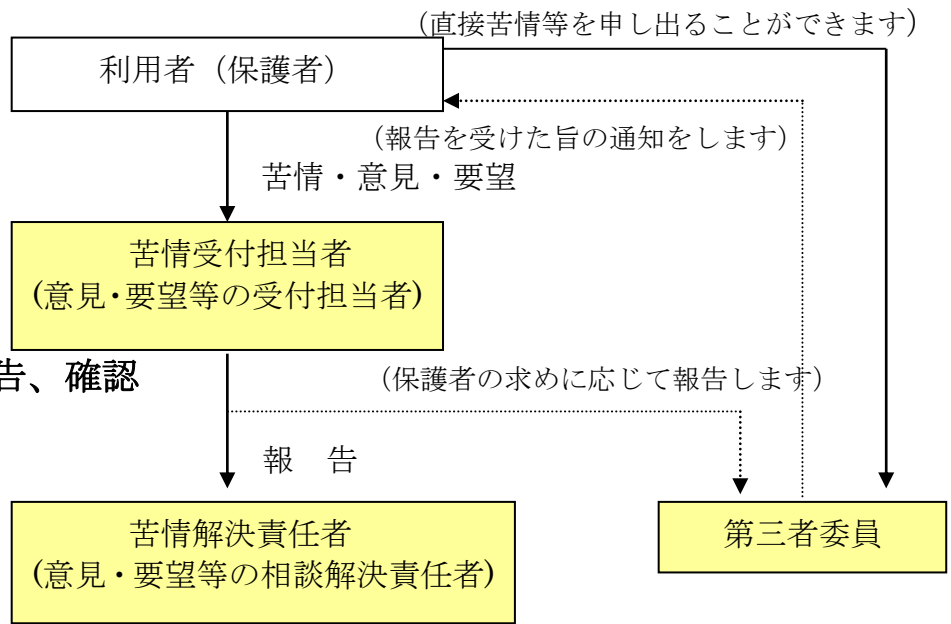 (直接苦情等を申し出ることができます)
利用者（保護者）
(報告を受けた旨の通知をします)
苦情・意見・要望
苦情受付担当者
(意見・要望等の受付担当者)
告、確認
(保護者の求めに応じて報告します)
報　告
苦情解決責任者
(意見・要望等の相談解決責任者)
第三者委員